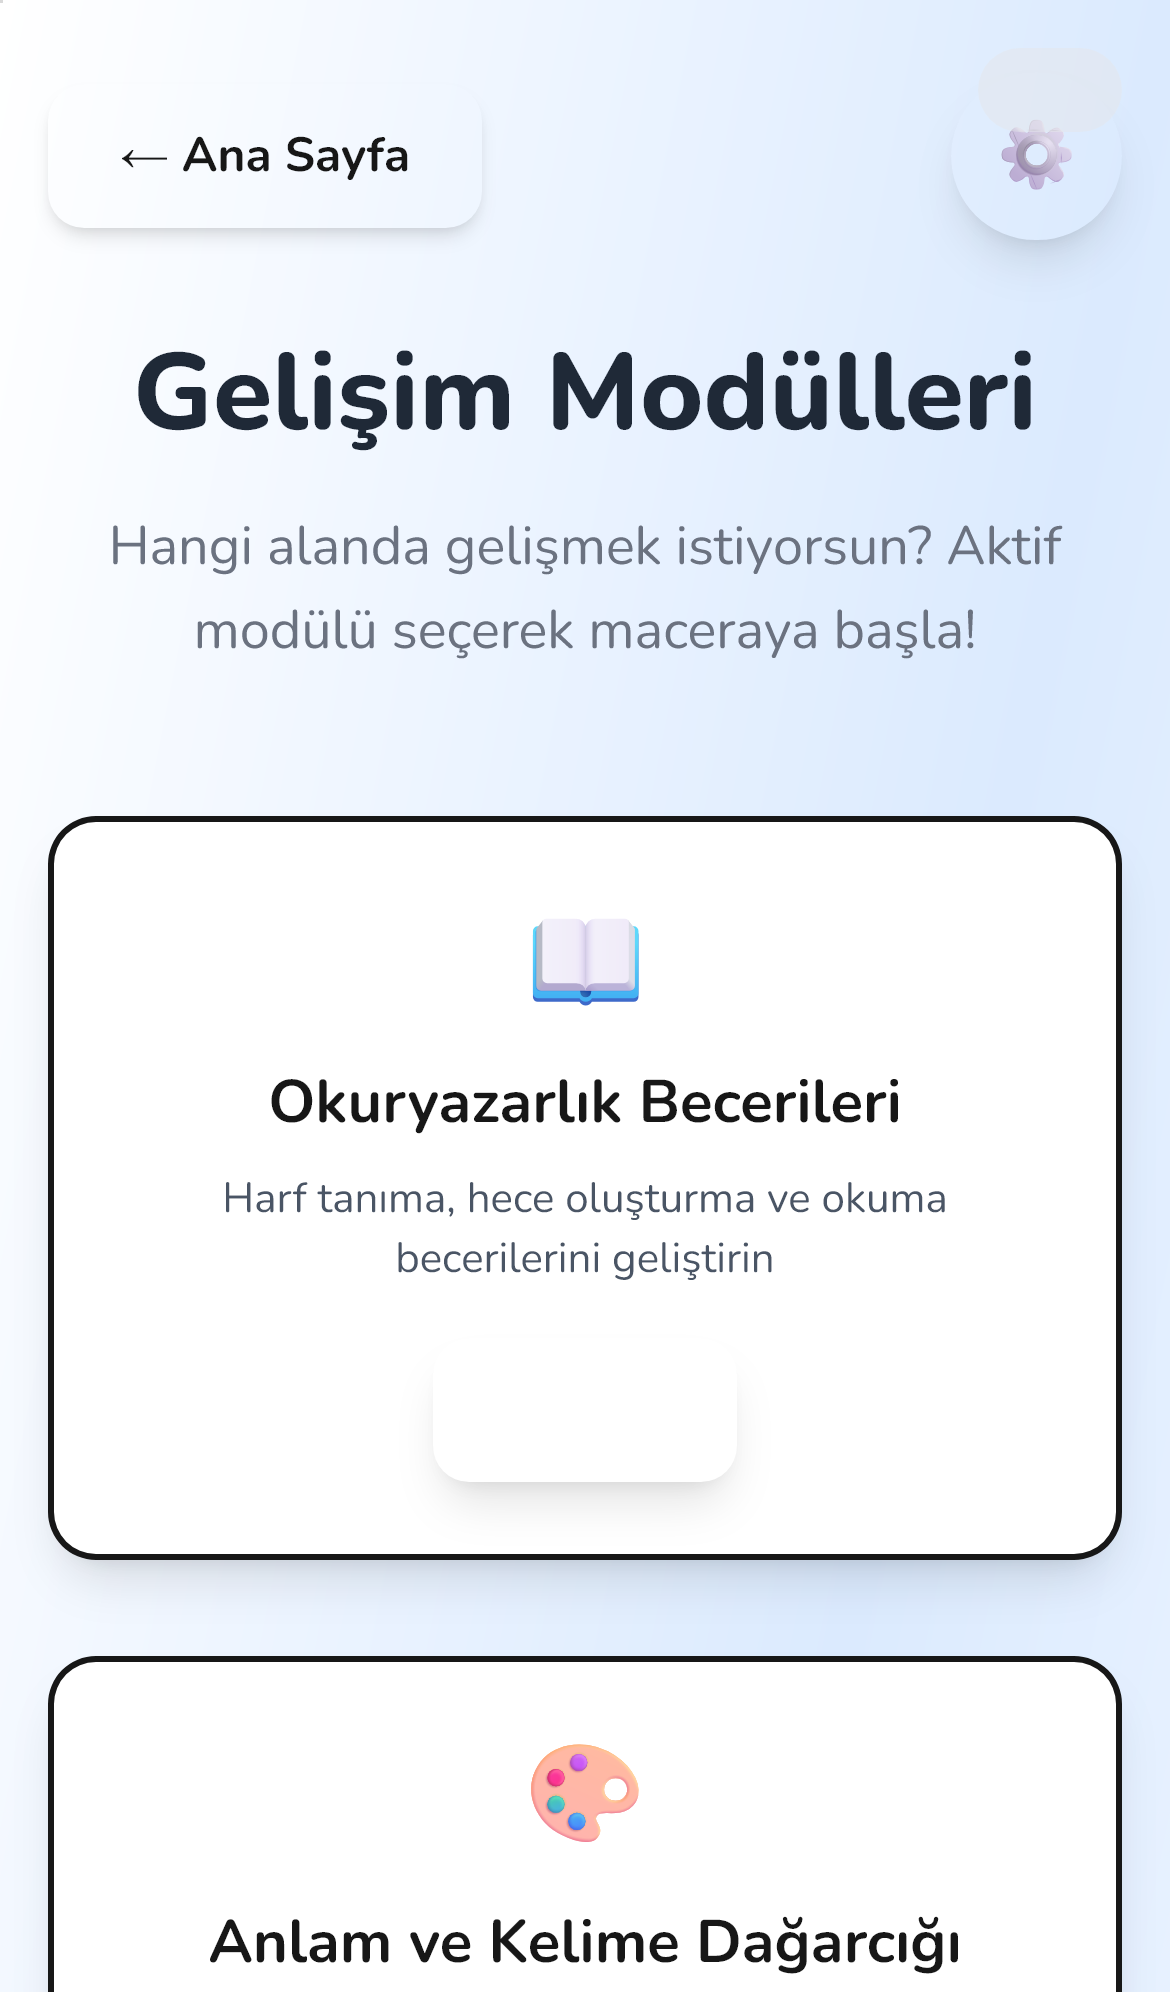 ← Ana Sayfa
Gelişim Modülleri
Hangi alanda gelişmek istiyorsun? Aktif
modülü seçerek maceraya başla!
Okuryazarlık Becerileri
Harf tanıma, hece oluşturma ve okuma
becerilerini geliştirin
Anlam ve Kelime Dağarcığı